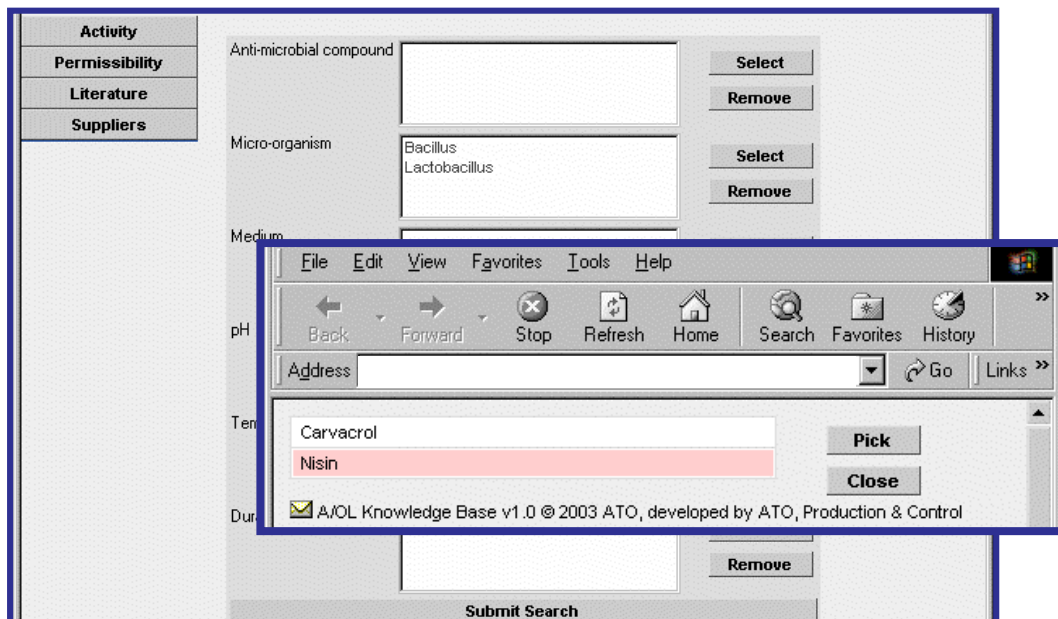 Activity
Permissibility
Literature
Suppliers
Anti-microbial compound
Select
Remove
Micro-organism
Bacillus
Lactobacillus
Select
Remove
Medium
File Edit View Favorites Tools Help
Back Forward Stop Refresh Home Search Favorites History »
pH
Address Go Links »
Carvacrol
Pick
Nisin
Close
A/OL Knowledge Base v1.0 © 2003 ATO, developed by ATO, Production & Control
Remove
Submit Search